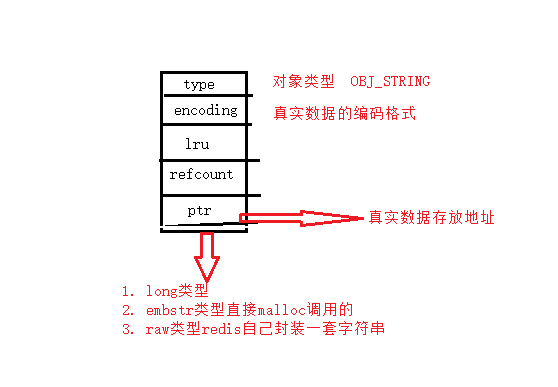 type
对象类型 OBJ_STRING
encoding
真实数据的编码格式
lru
refcount
ptr
真实数据存放地址
1. long类型
2. embstr类型直接malloc调用的
3. raw类型redis自己封装一套字符串